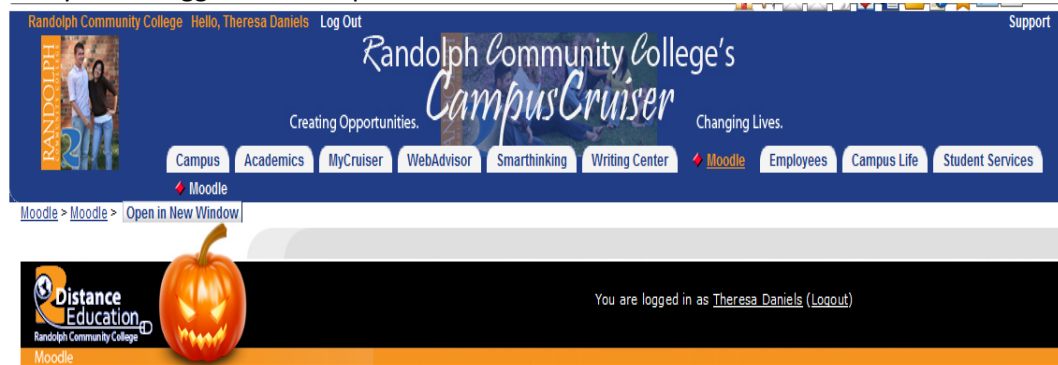 Randolph Community College Hello, Theresa Daniels Log Out
Support
RANDOLPH
Randolph Community College's
CampusCruiser
Creating Opportunities.
Changing Lives.
Campus Academics MyCruiser WebAdvisor Smarthinking Writing Center Moodle Employees Campus Life Student Services
Moodle
Moodle > Moodle > Open in New Window
Distance
Education
Randolph Community College
You are logged in as Theresa Daniels (Logout)
Moodle